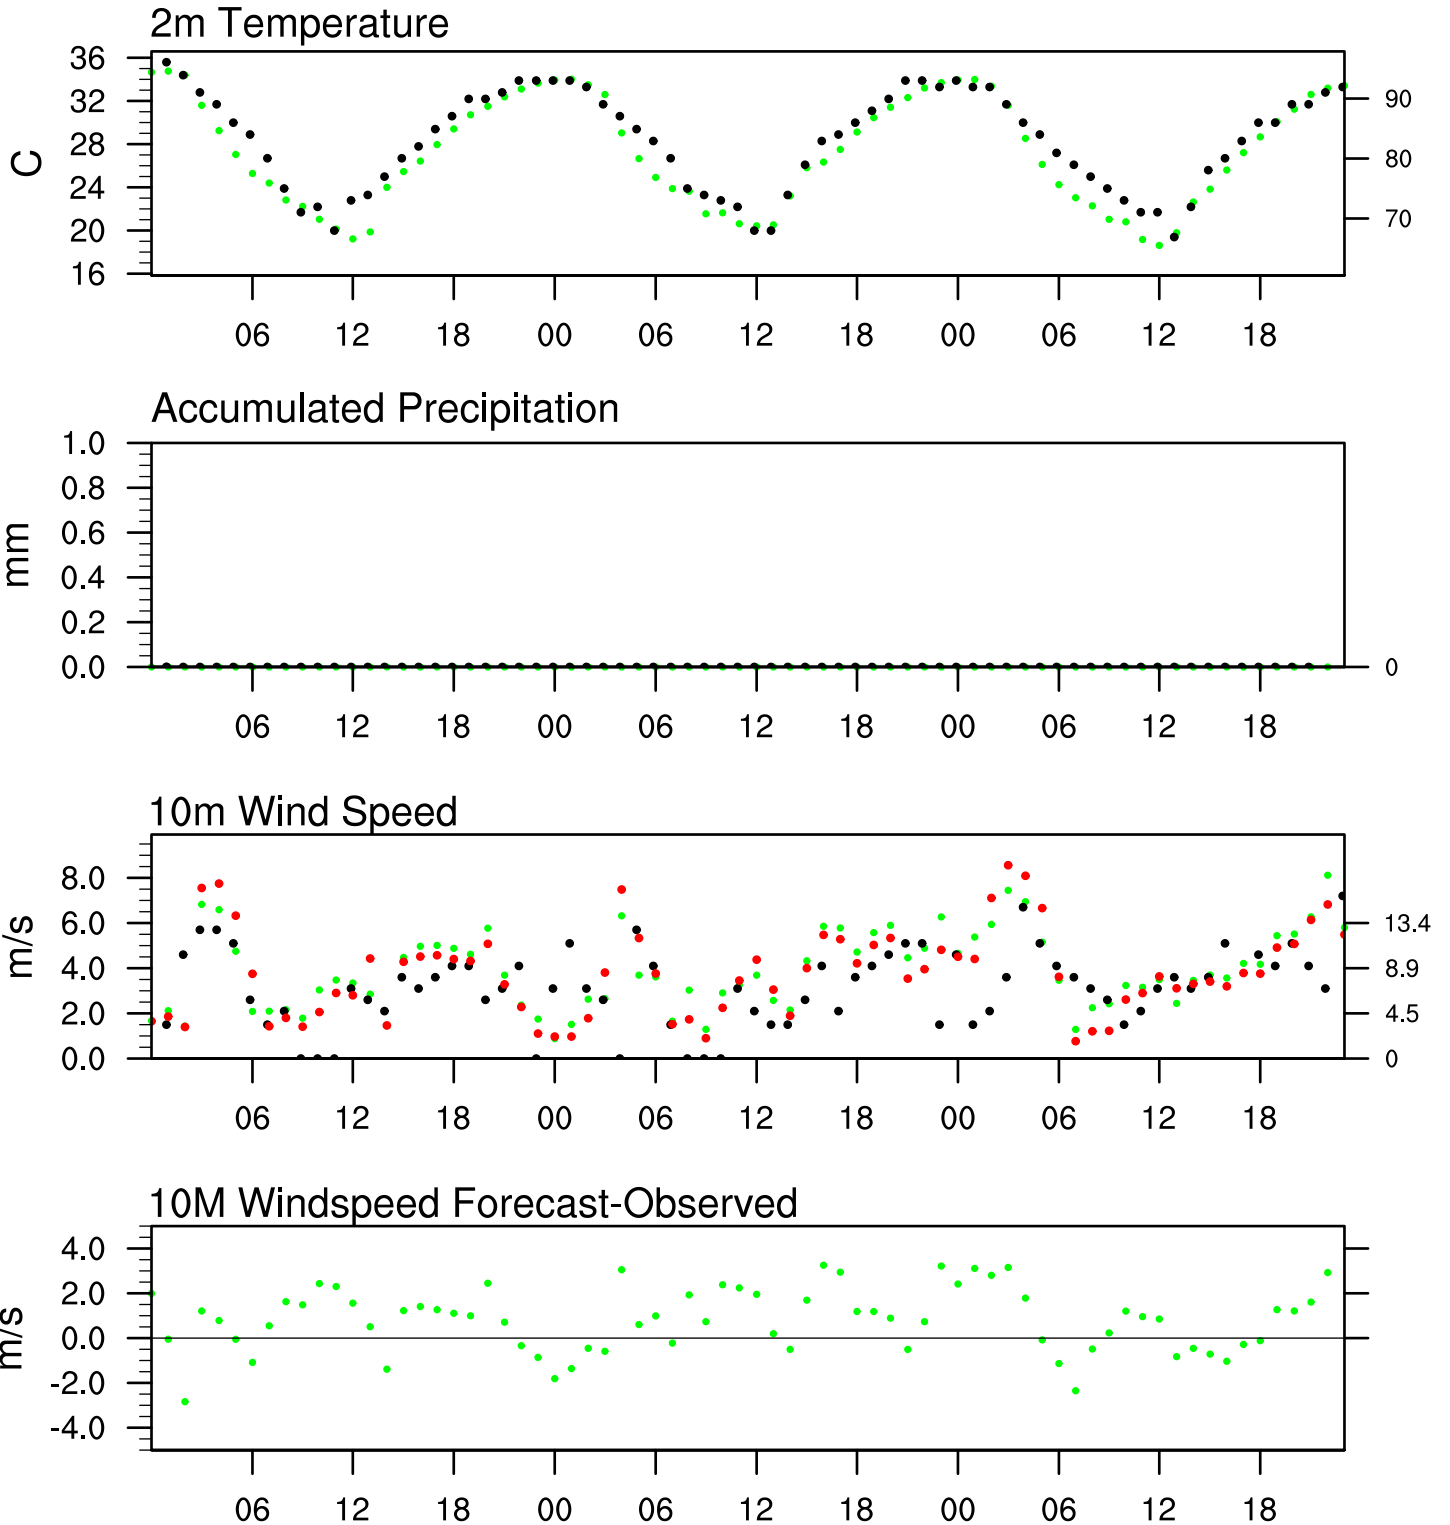 2m Temperature
36
32
28
24
20
16
C
90
80
70
06 12 18 00 06 12 18 00 06 12 18
Accumulated Precipitation
1.0
0.8
0.6
0.4
0.2
0.0
mm
0
06 12 18 00 06 12 18 00 06 12 18
10m Wind Speed
8.0
6.0
4.0
2.0
0.0
m/s
13.4
8.9
4.5
0
06 12 18 00 06 12 18 00 06 12 18
10M Windspeed Forecast-Observed
4.0
2.0
0.0
-2.0
-4.0
m/s
06 12 18 00 06 12 18 00 06 12 18